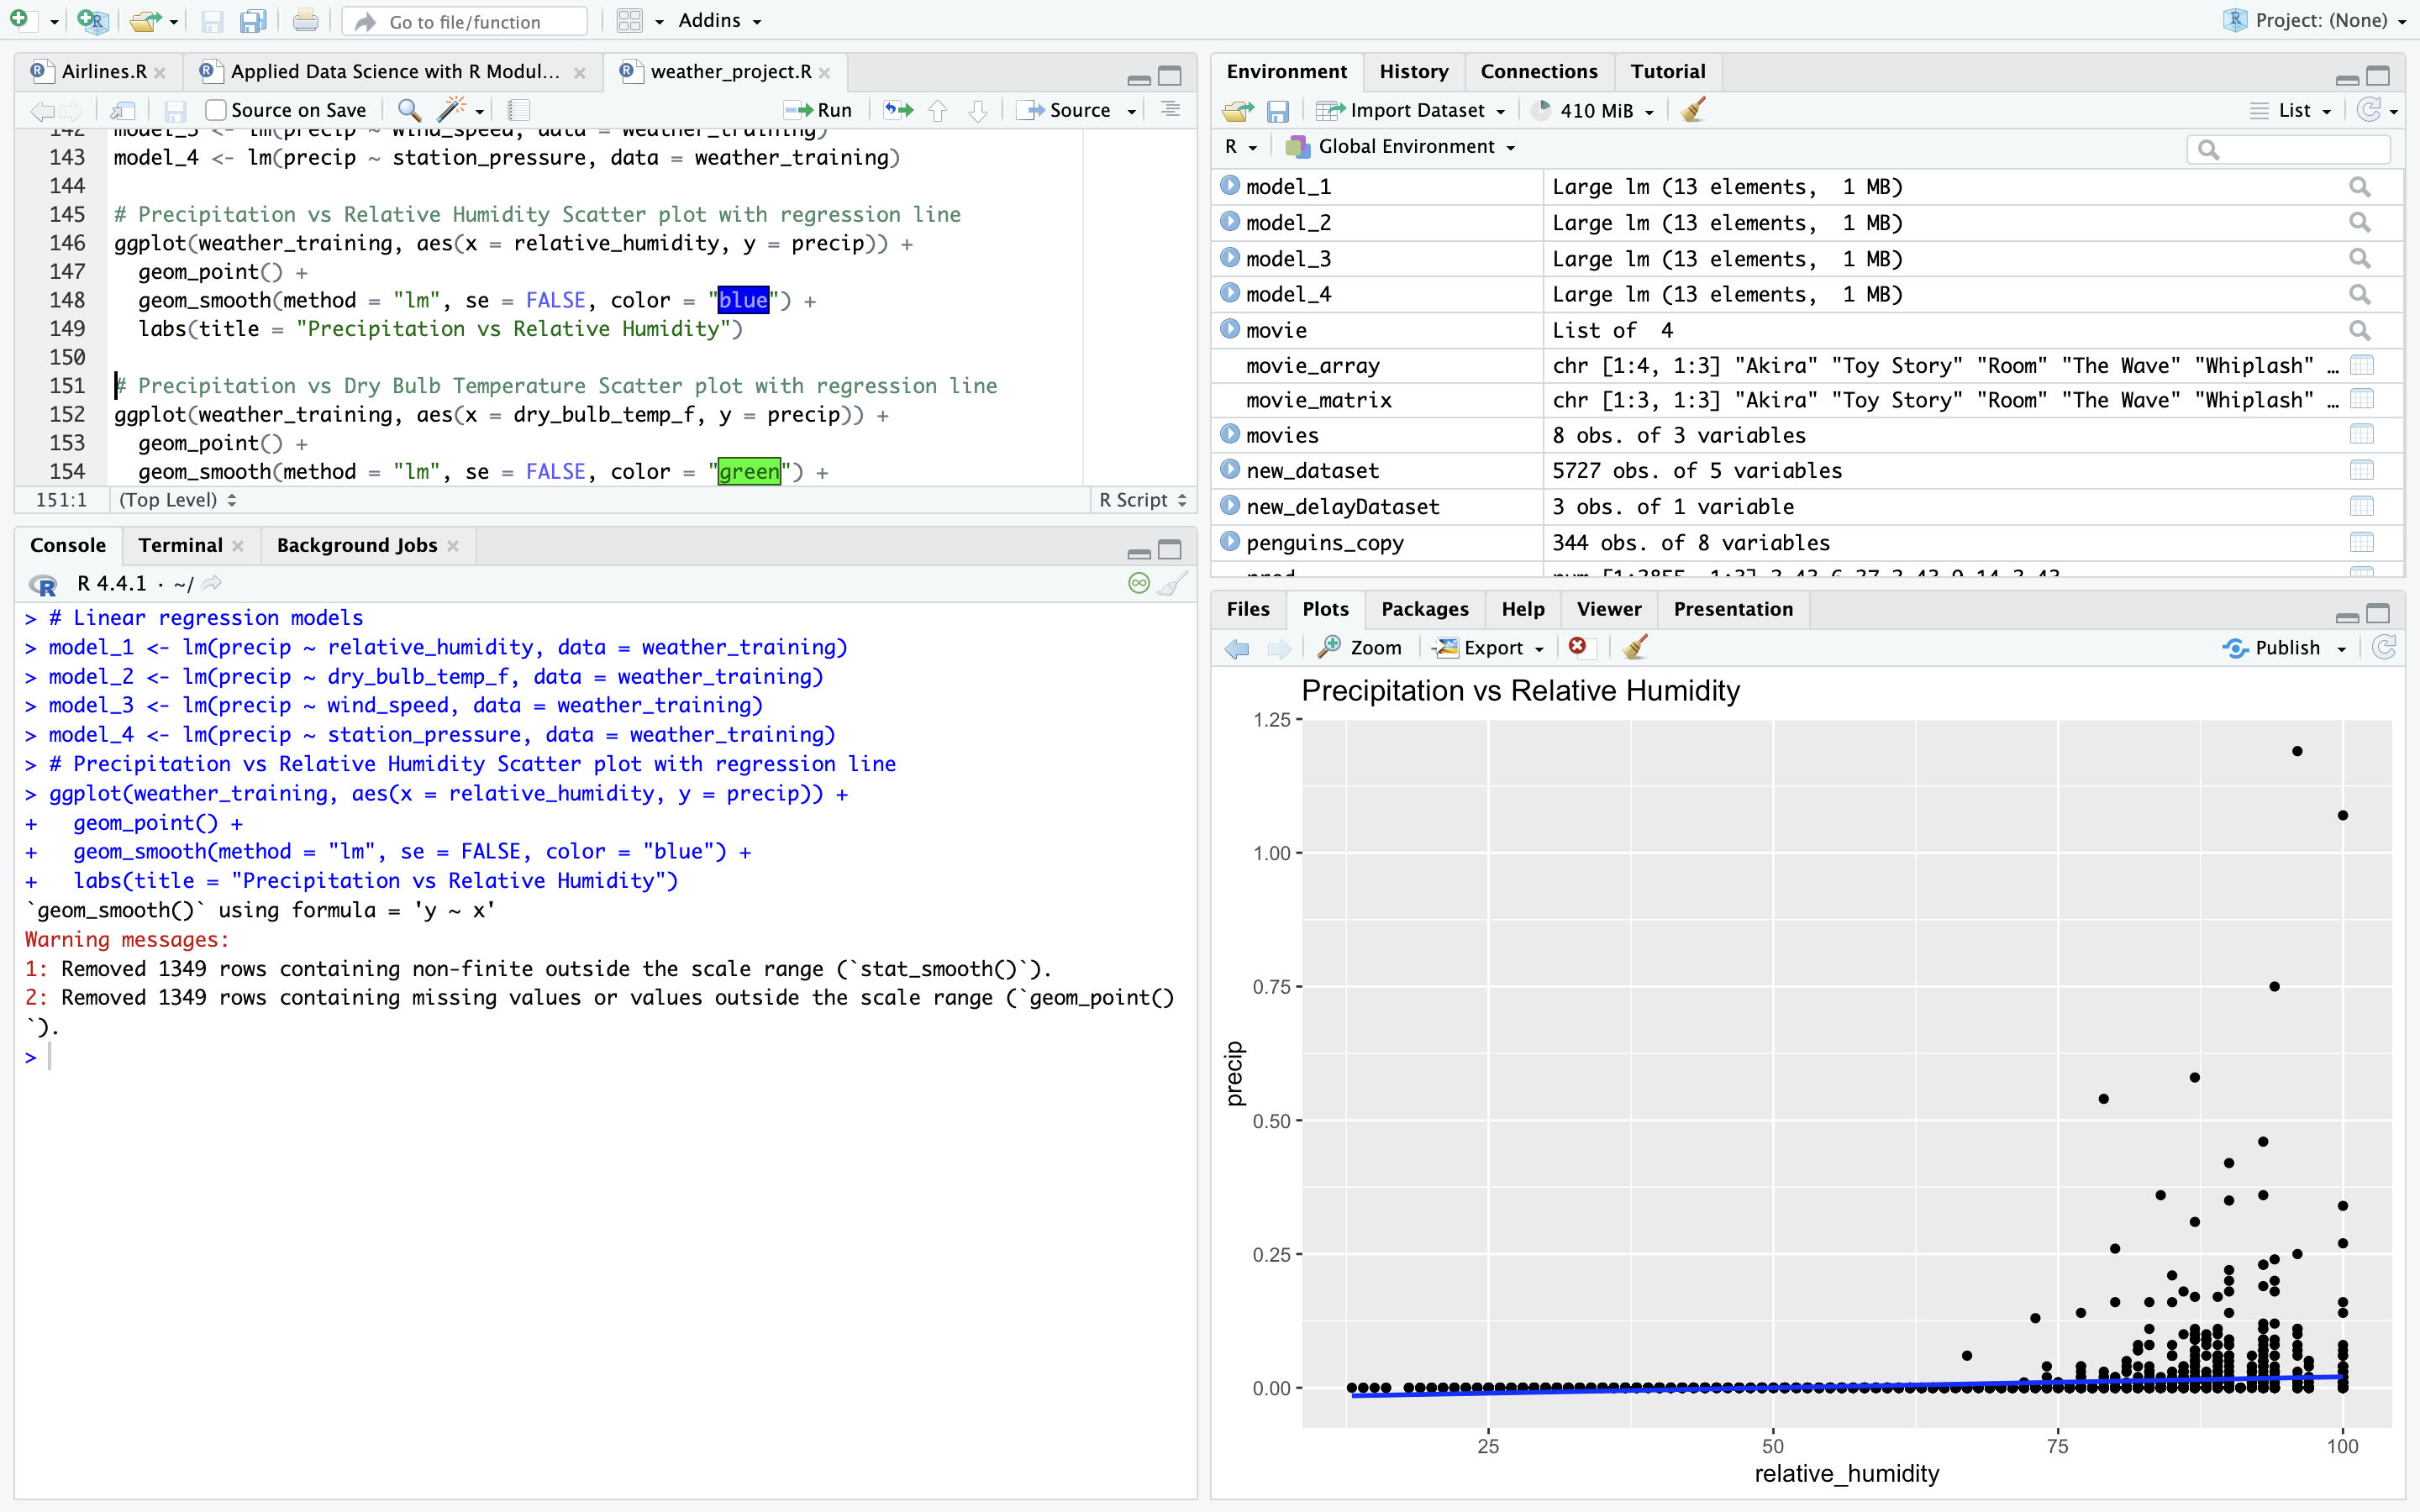 Go to file/function
Addins
Project: (None)
Airlines.R
Applied Data Science with R Modul...
weather_project.R
Source on Save
Run
Source
142 model_3 <- lm(precip ~ wind_speed, data = weather_training)
143 model_4 <- lm(precip ~ station_pressure, data = weather_training)
144
145 # Precipitation vs Relative Humidity Scatter plot with regression line
146 ggplot(weather_training, aes(x = relative_humidity, y = precip)) +
147 geom_point() +
148 geom_smooth(method = "lm", se = FALSE, color = "blue") +
149 labs(title = "Precipitation vs Relative Humidity")
150
151 # Precipitation vs Dry Bulb Temperature Scatter plot with regression line
152 ggplot(weather_training, aes(x = dry_bulb_temp_f, y = precip)) +
153 geom_point() +
154 geom_smooth(method = "lm", se = FALSE, color = "green") +
151:1 (Top Level) R Script
Console Terminal Background Jobs
R 4.4.1 · ~/
> # Linear regression models
> model_1 <- lm(precip ~ relative_humidity, data = weather_training)
> model_2 <- lm(precip ~ dry_bulb_temp_f, data = weather_training)
> model_3 <- lm(precip ~ wind_speed, data = weather_training)
> model_4 <- lm(precip ~ station_pressure, data = weather_training)
> # Precipitation vs Relative Humidity Scatter plot with regression line
> ggplot(weather_training, aes(x = relative_humidity, y = precip)) +
+ geom_point() +
+ geom_smooth(method = "lm", se = FALSE, color = "blue") +
+ labs(title = "Precipitation vs Relative Humidity")
`geom_smooth()` using formula = 'y ~ x'
Warning messages:
1: Removed 1349 rows containing non-finite outside the scale range (`stat_smooth()`).
2: Removed 1349 rows containing missing values or values outside the scale range (`geom_point()
`).
>
Environment History Connections Tutorial
Import Dataset 410 MiB List
R Global Environment
model_1 Large lm (13 elements, 1 MB)
model_2 Large lm (13 elements, 1 MB)
model_3 Large lm (13 elements, 1 MB)
model_4 Large lm (13 elements, 1 MB)
movie List of 4
movie_array chr [1:4, 1:3] "Akira" "Toy Story" "Room" "The Wave" "Whiplash" …
movie_matrix chr [1:3, 1:3] "Akira" "Toy Story" "Room" "The Wave" "Whiplash" …
movies 8 obs. of 3 variables
new_dataset 5727 obs. of 5 variables
new_delayDataset 3 obs. of 1 variable
penguins_copy 344 obs. of 8 variables
Files Plots Packages Help Viewer Presentation
Zoom Export Publish
Precipitation vs Relative Humidity
1.25
1.00
0.75
0.50
0.25
0.00
precip
25 50 75 100
relative_humidity